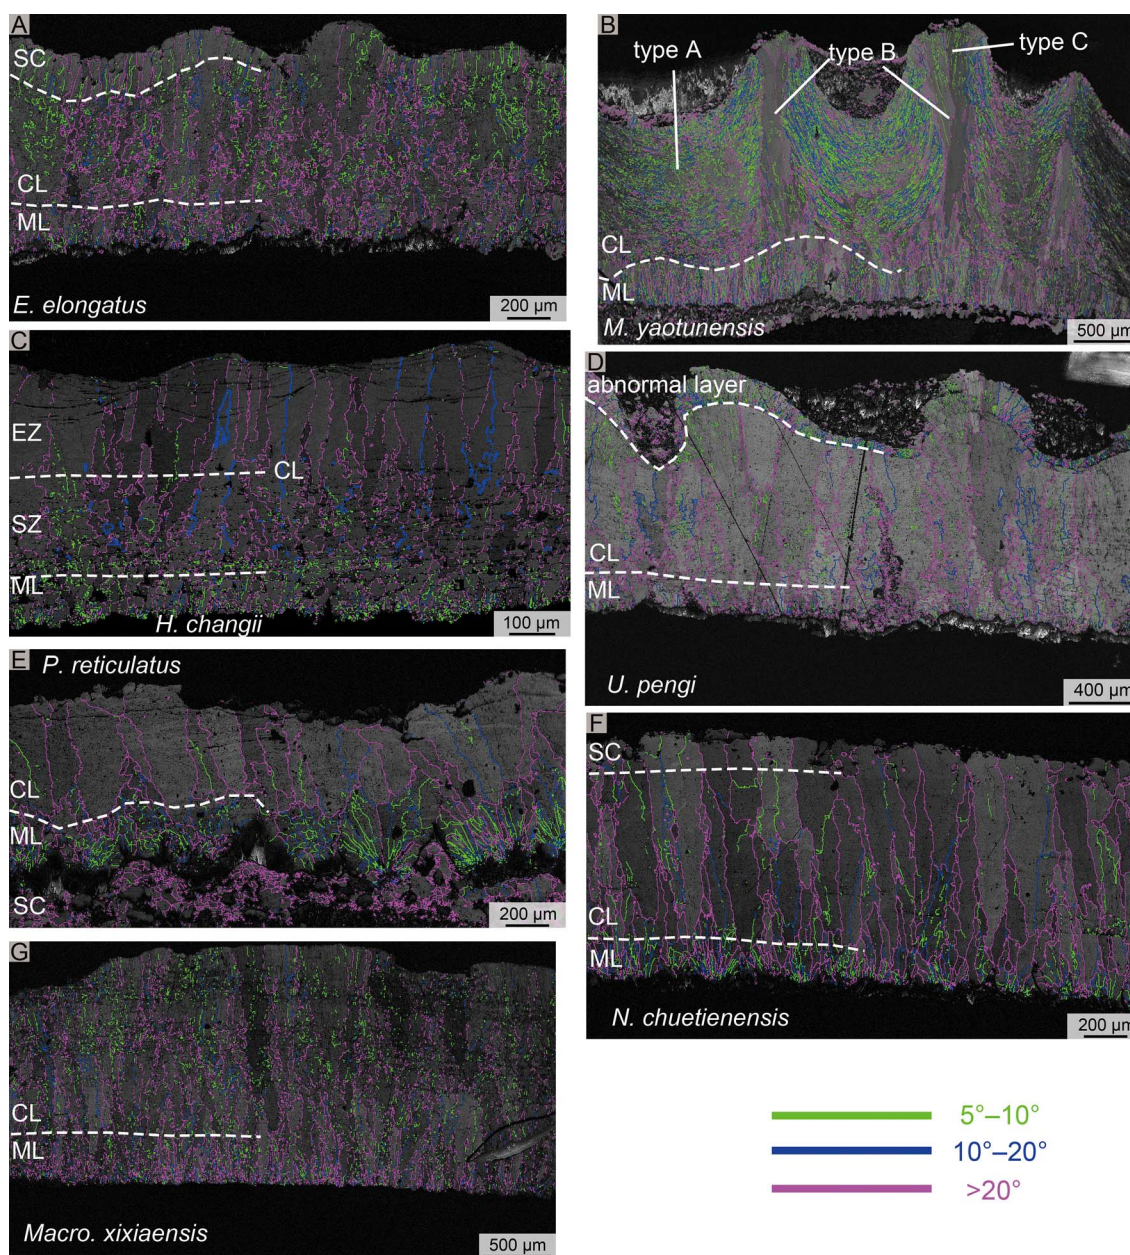 A
SC
CL
ML
E. elongatus
200 µm
B
type A
type B
type C
CL
ML
M. yaotunensis
500 µm
C
EZ
CL
SZ
ML
H. changii
100 µm
D
abnormal layer
CL
ML
U. pengi
400 µm
E
P. reticulatus
CL
ML
SC
200 µm
F
SC
CL
ML
N. chuetienensis
200 µm
G
CL
ML
Macro. xixiaensis
500 µm
5°–10°
10°–20°
>20°